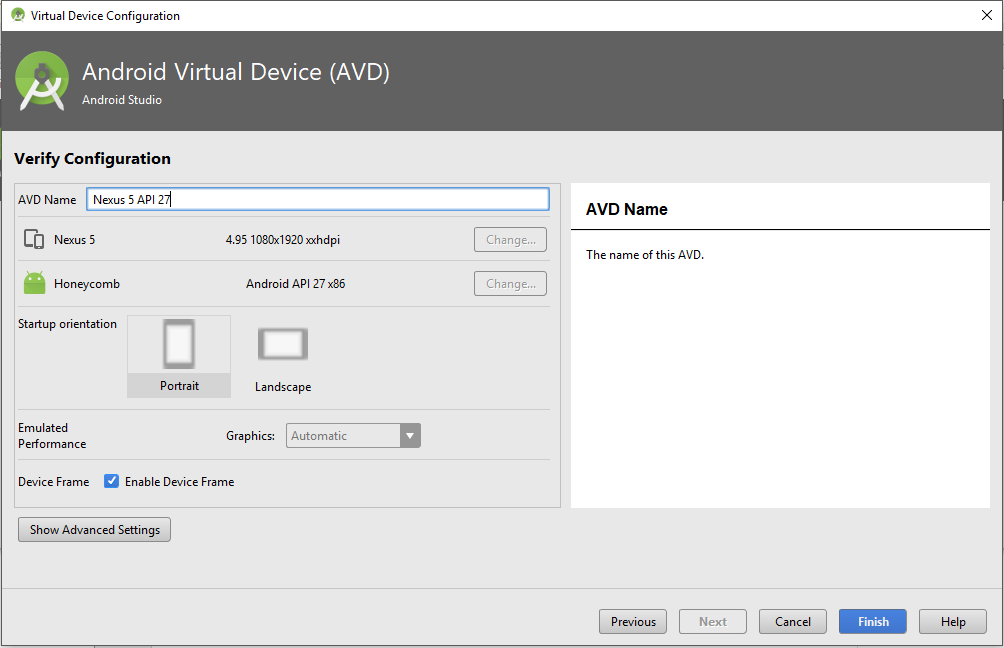 Virtual Device Configuration
Android Virtual Device (AVD)
Android Studio
Verify Configuration
AVD Name Nexus 5 API 27
Nexus 5 4.95 1080x1920 xxhdpi Change...
Honeycomb Android API 27 x86 Change...
Startup orientation
Portrait
Landscape
Emulated
Performance
Graphics: Automatic
Device Frame Enable Device Frame
Show Advanced Settings
AVD Name
The name of this AVD.
Previous Next Cancel Finish Help